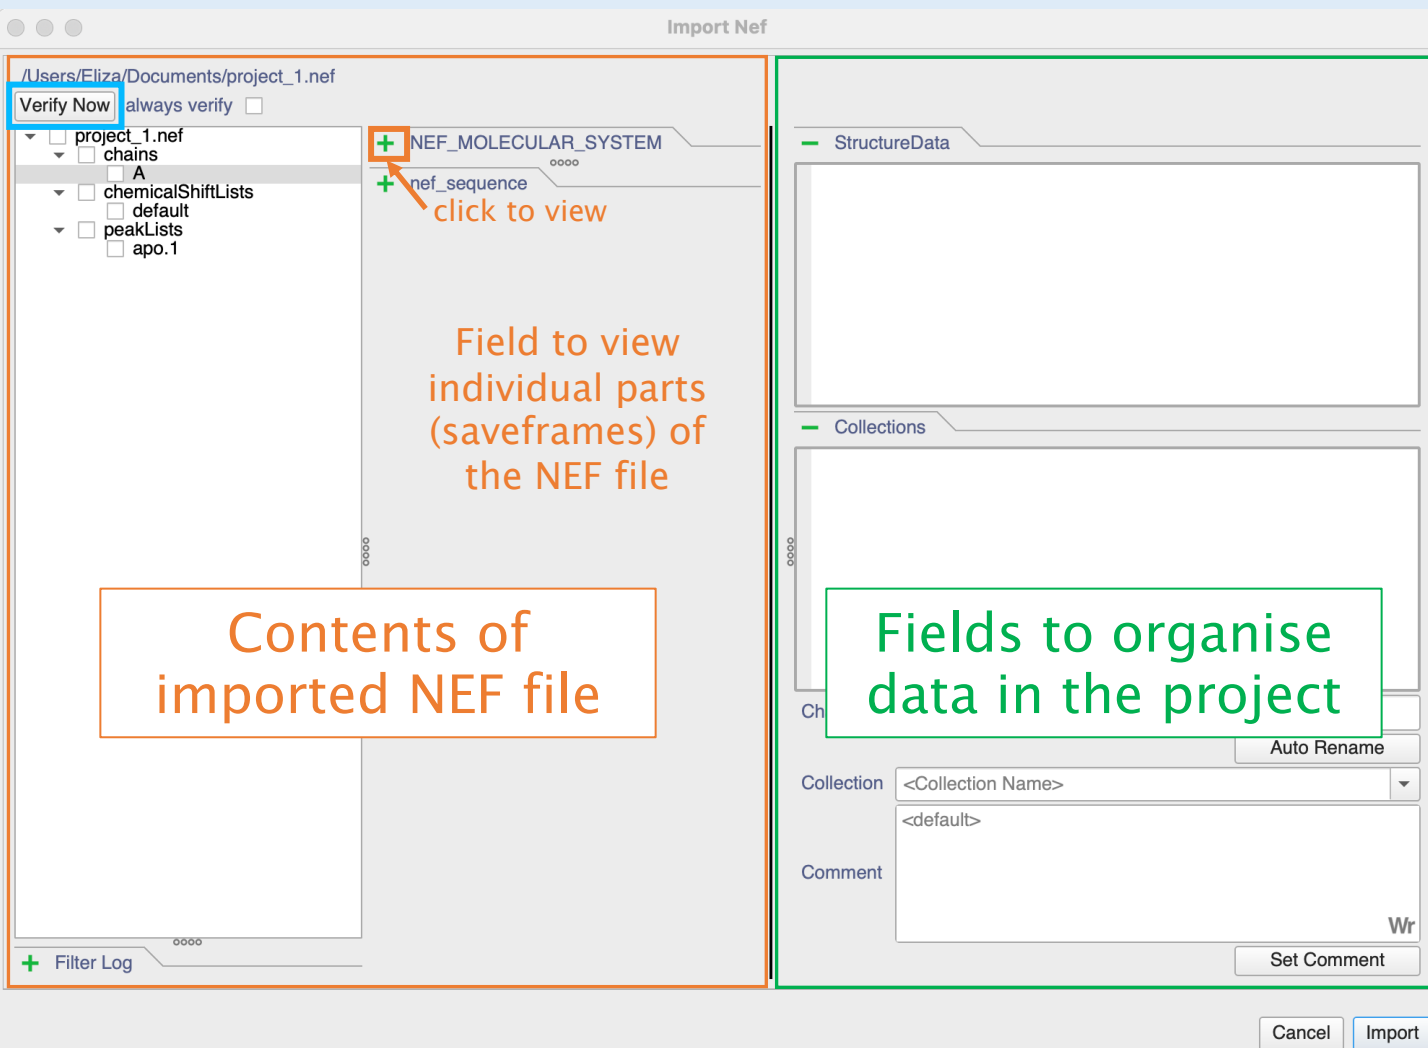 Import Nef
/Users/Eliza/Documents/project_1.nef
Verify Now always verify
project_1.nef
chains
A
chemicalShiftLists
default
peakLists
apo.1
NEF_MOLECULAR_SYSTEM
nef_sequence
click to view
Field to view
individual parts
(saveframes) of
the NEF file
Contents of
imported NEF file
Filter Log
StructureData
Collections
Fields to organise
data in the project
Auto Rename
Collection <Collection Name>
<default>
Comment
Wr
Set Comment
Cancel Import